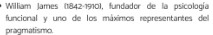 • William James (1842-1910), fundador de la psicología
funcional y uno de los máximos representantes del
pragmatismo.